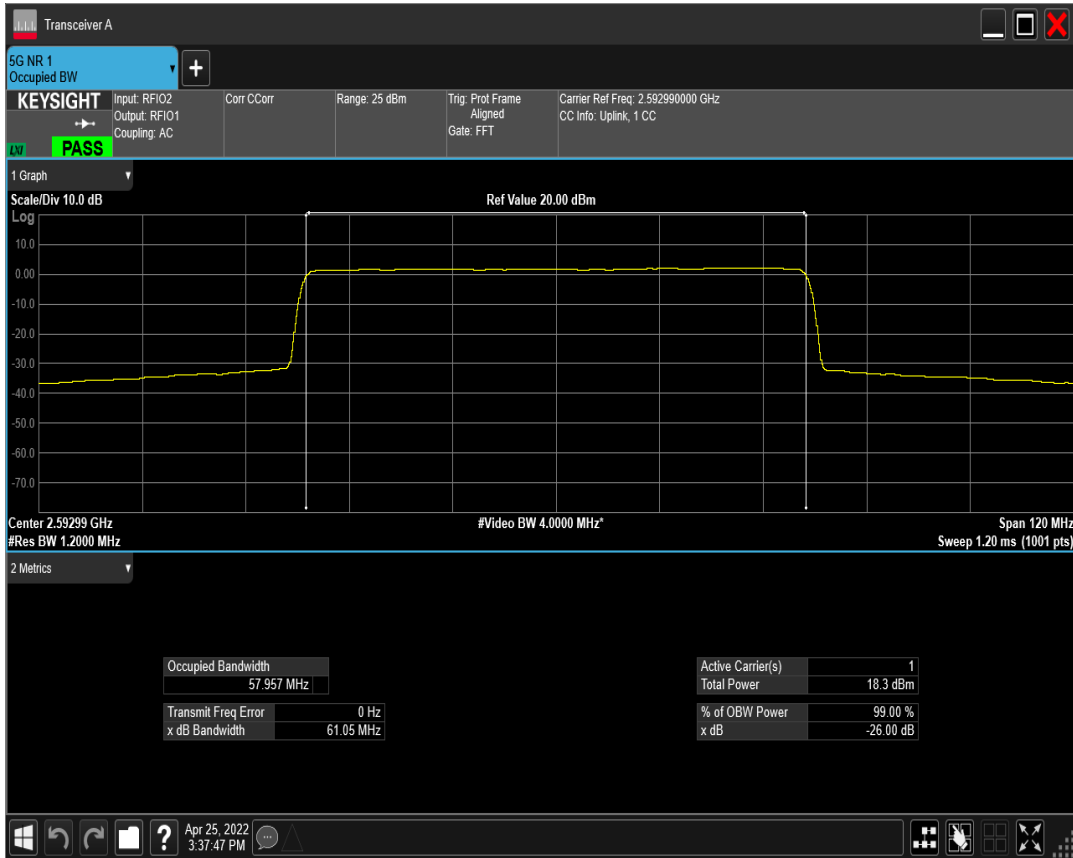 Transceiver A
5G NR 1
Occupied BW
+
KEYSIGHT
LXI
PASS
Input: RFIO2
Output: RFIO1
Coupling: AC
Corr CCorr
Range: 25 dBm
Trig: Prot Frame
Aligned
Gate: FFT
Carrier Ref Freq: 2.592990000 GHz
CC Info: Uplink, 1 CC
1 Graph
Scale/Div 10.0 dB
Ref Value 20.00 dBm
Log
10.0
0.00
-10.0
-20.0
-30.0
-40.0
-50.0
-60.0
-70.0
Center 2.59299 GHz
#Video BW 4.0000 MHz*
Span 120 MHz
#Res BW 1.2000 MHz
Sweep 1.20 ms (1001 pts)
2 Metrics
Occupied Bandwidth
57.957 MHz
Transmit Freq Error 0 Hz
x dB Bandwidth 61.05 MHz
Active Carrier(s) 1
Total Power 18.3 dBm
% of OBW Power 99.00 %
x dB -26.00 dB
?
Apr 25, 2022
3:37:47 PM